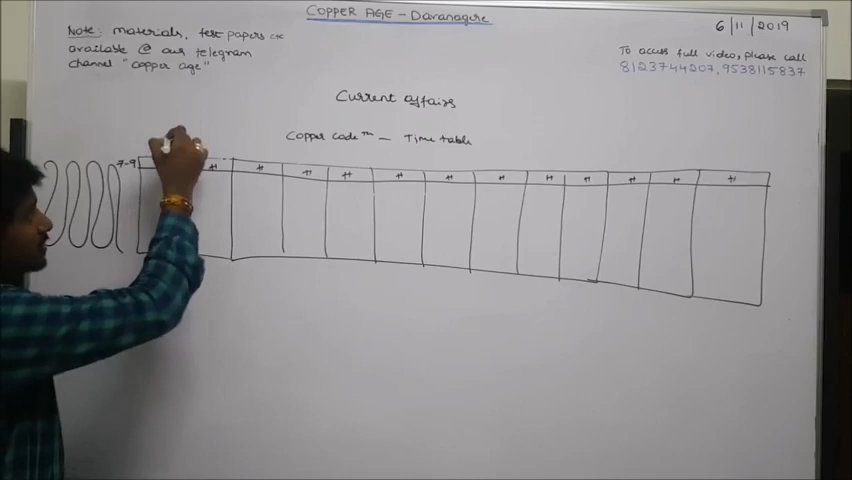 COPPER AGE - Davanagere
6/11/2019
Note: materials, test papers etc
available @ our telegram
channel "copper age"
To access full video, please call
8123744207, 9538115837
Current affairs
Copper Code™ - Time table
7-9
H H H H H H H H H H H H